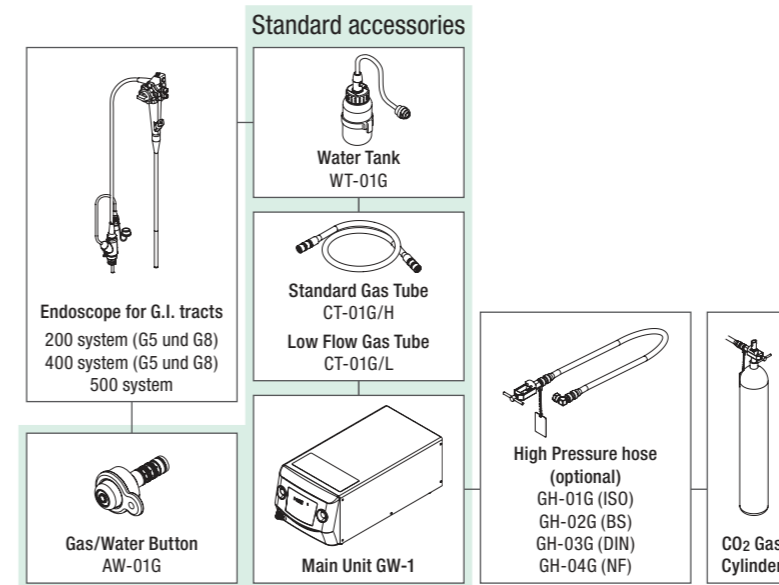 Standard accessories
Water Tank
WT-01G
Endoscope for G.I. tracts
200 system (G5 und G8)
400 system (G5 und G8)
500 system
Standard Gas Tube
CT-01G/H
Low Flow Gas Tube
CT-01G/L
Gas/Water Button
AW-01G
Main Unit GW-1
High Pressure hose
(optional)
GH-01G (ISO)
GH-02G (BS)
GH-03G (DIN)
GH-04G (NF)
CO2 Gas
Cylinder